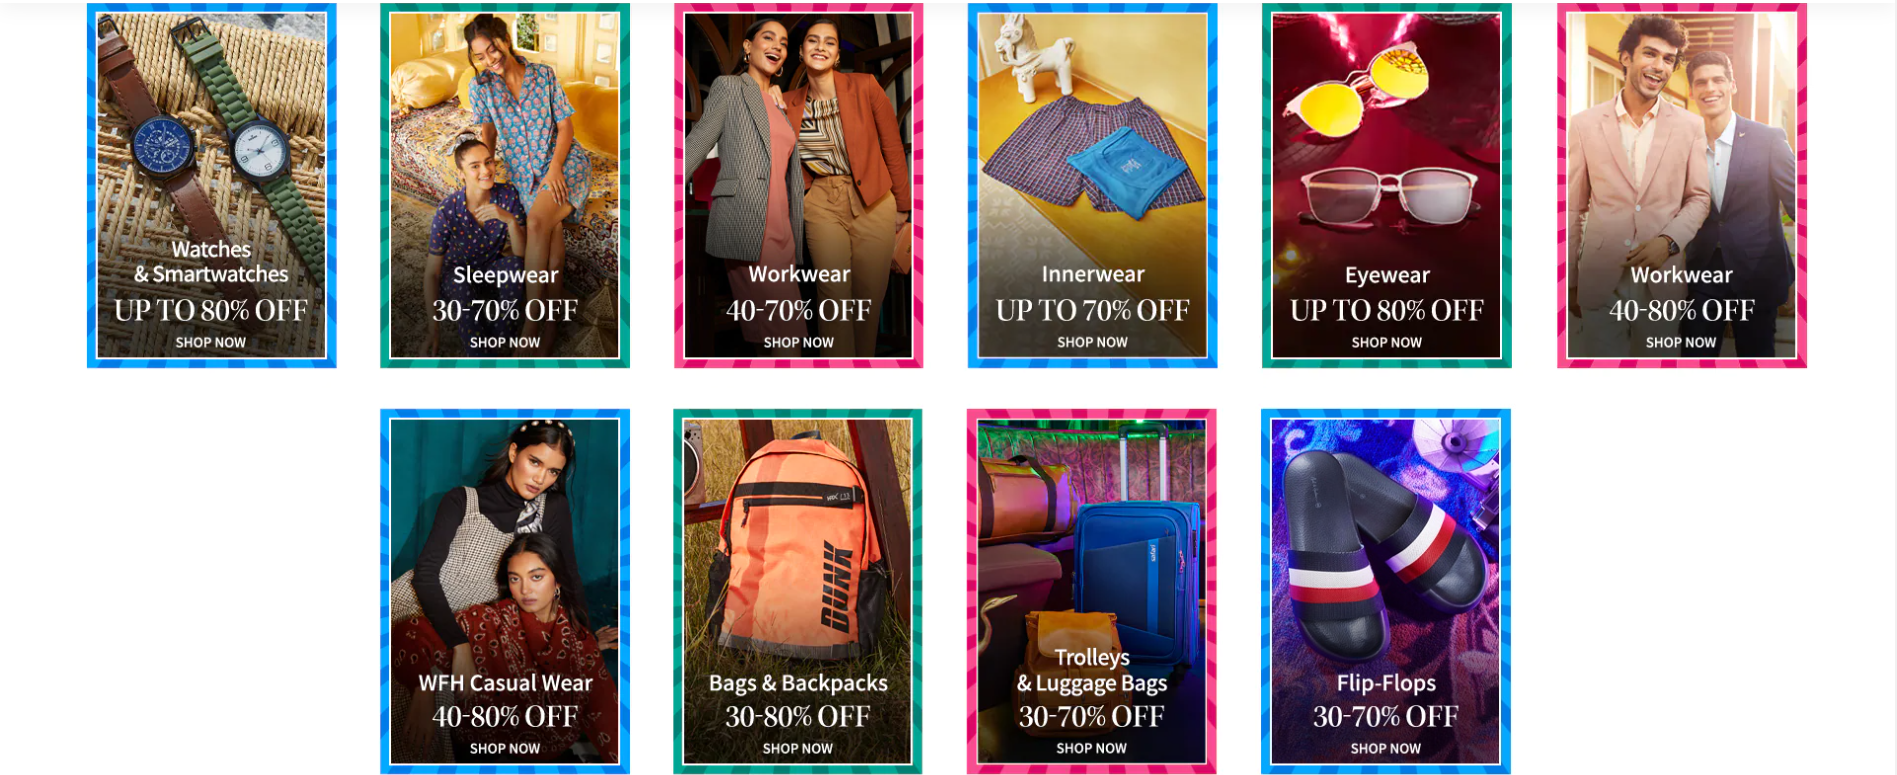 Watches
& Smartwatches
UP TO 80% OFF
SHOP NOW
Sleepwear
30-70% OFF
SHOP NOW
Workwear
40-70% OFF
SHOP NOW
Innerwear
UP TO 70% OFF
SHOP NOW
Eyewear
UP TO 80% OFF
SHOP NOW
Workwear
40-80% OFF
SHOP NOW
WFH Casual Wear
40-80% OFF
SHOP NOW
DUNK
Bags & Backpacks
30-80% OFF
SHOP NOW
safari
Trolleys
& Luggage Bags
30-70% OFF
SHOP NOW
Flip-Flops
30-70% OFF
SHOP NOW